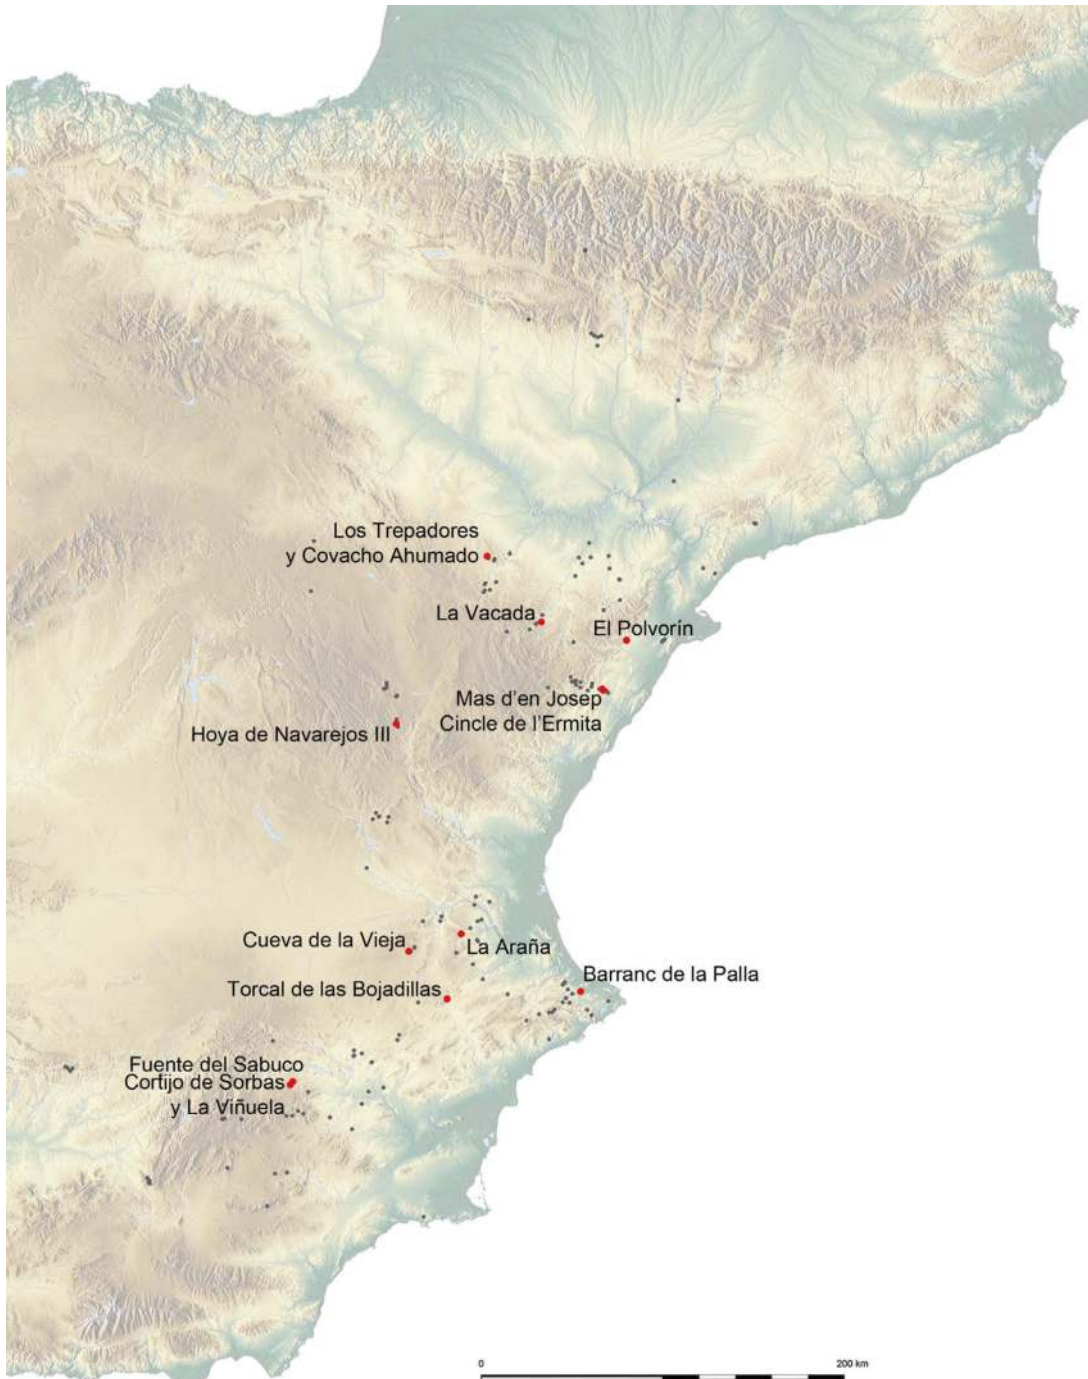 Los Trepadores
y Covacho Ahumado
La Vacada
El Polvorín
Mas d'en Josep
Cincle de l'Ermita
Hoya de Navarejos III
Cueva de la Vieja
La Araña
Barranc de la Palla
Torcal de las Bojadillas
Fuente del Sabuco
Cortijo de Sorbas
y La Viñuela
0
200 km